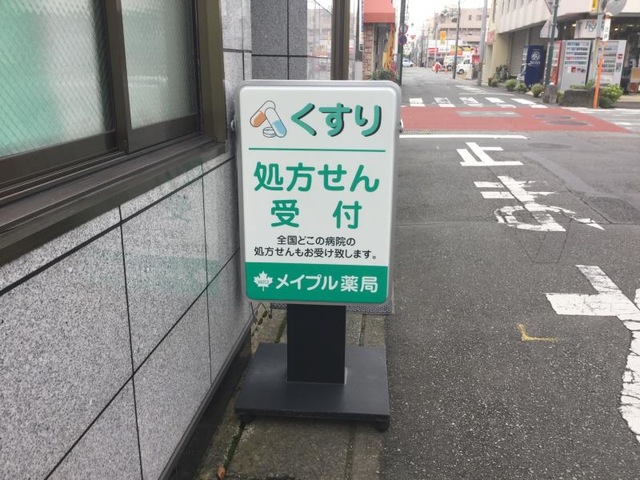 くすり
処方せん
受付
全国どこの病院の
処方せんもお受け致します。
メイプル薬局